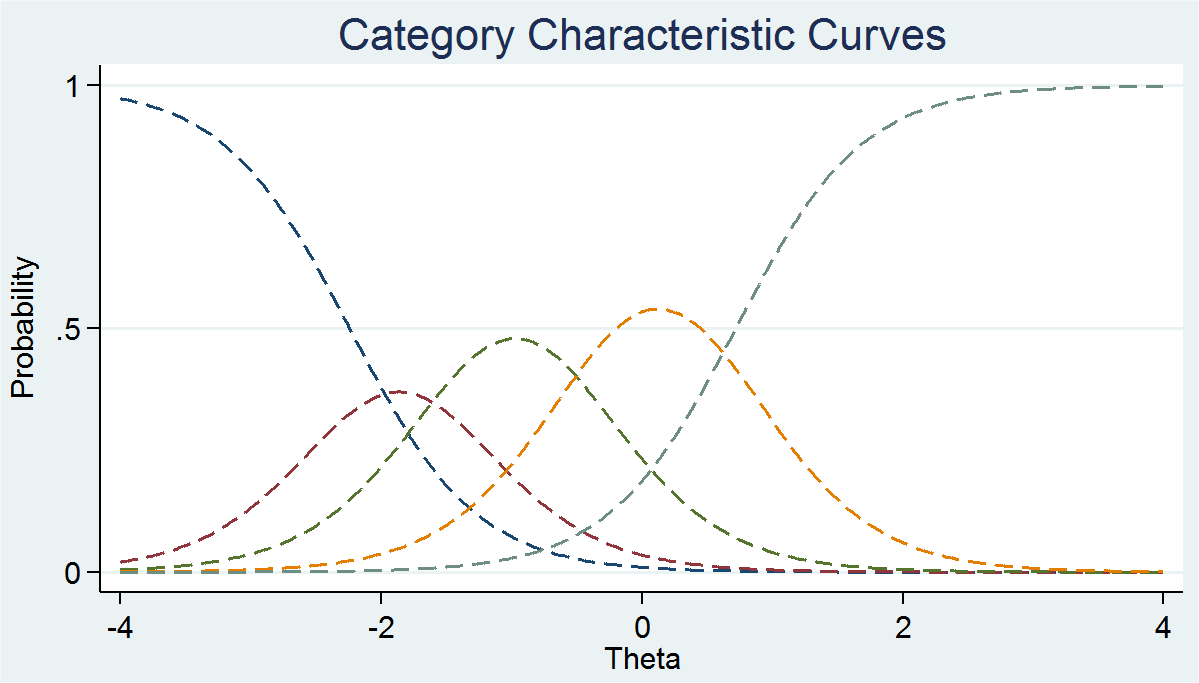 Category Characteristic Curves
1
.5
0
Probability
-4 -2 0 2 4
Theta